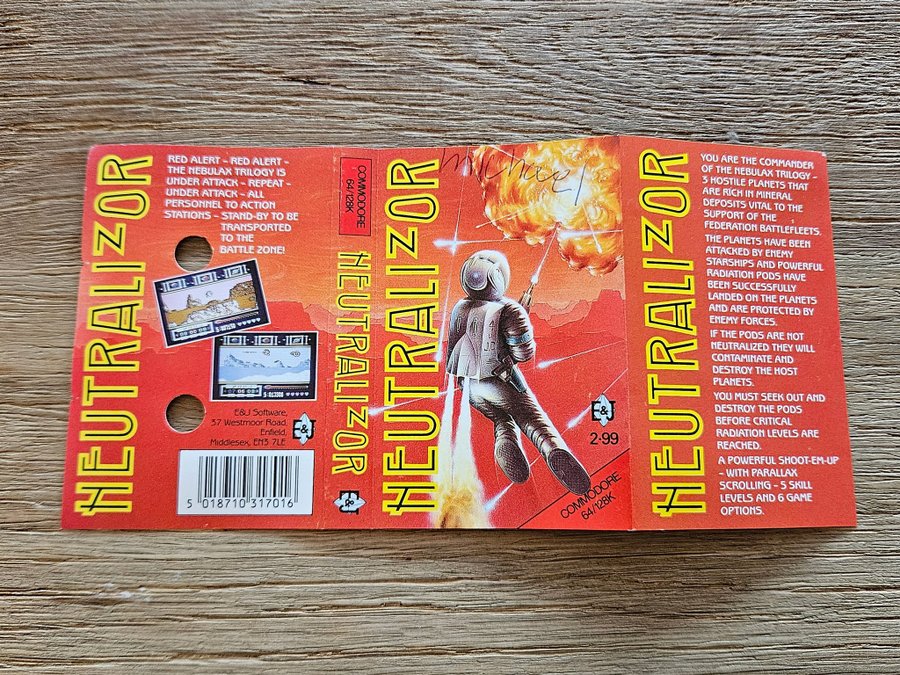 NEUTRALIZOR
RED ALERT - RED ALERT -
THE NEBULAX TRILOGY IS
UNDER ATTACK - REPEAT -
UNDER ATTACK - ALL
PERSONNEL TO ACTION
STATIONS - STAND-BY TO BE
TRANSPORTED
TO THE
BATTLE ZONE!
E&J Software,
37 Westmoor Road,
Enfield,
Middlesex, EN3 7LE
E&J
5 018710 317016
COMMODORE
64/128K
NEUTRALIZOR
E&J
NEUTRALIZOR
michael
E&J
2·99
COMMODORE
64/128K
NEUTRALIZOR
YOU ARE THE COMMANDER
OF THE NEBULAX TRILOGY -
3 HOSTILE PLANETS THAT
ARE RICH IN MINERAL
DEPOSITS VITAL TO THE
SUPPORT OF THE
FEDERATION BATTLEFLEETS.
THE PLANETS HAVE BEEN
ATTACKED BY ENEMY
STARSHIPS AND POWERFUL
RADIATION PODS HAVE
BEEN SUCCESSFULLY
LANDED ON THE PLANETS
AND ARE PROTECTED BY
ENEMY FORCES.
IF THE PODS ARE NOT
NEUTRALIZED THEY WILL
CONTAMINATE AND
DESTROY THE HOST
PLANETS.
YOU MUST SEEK OUT AND
DESTROY THE PODS
BEFORE CRITICAL
RADIATION LEVELS ARE
REACHED.
A POWERFUL SHOOT-EM-UP
- WITH PARALLAX
SCROLLING - 5 SKILL
LEVELS AND 6 GAME
OPTIONS.